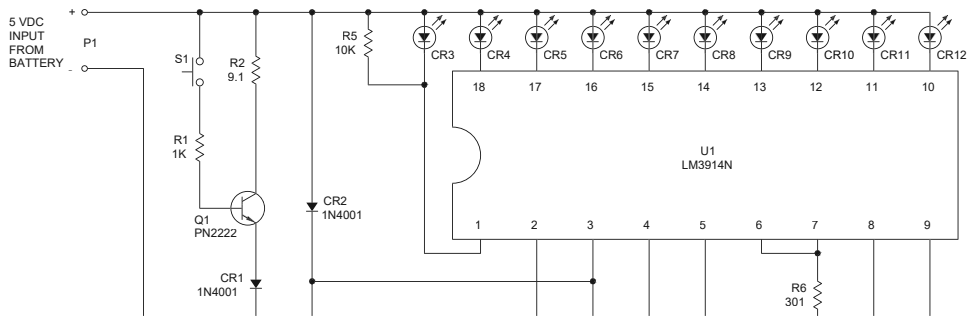 5 VDC
INPUT
FROM
BATTERY
+
-
P1
S1
R1
1K
R2
9.1
Q1
PN2222
CR1
1N4001
CR2
1N4001
R5
10K
CR3
CR4
CR5
CR6
CR7
CR8
CR9
CR10
CR11
CR12
18
17
16
15
14
13
12
11
10
U1
LM3914N
1
2
3
4
5
6
7
8
9
R6
301